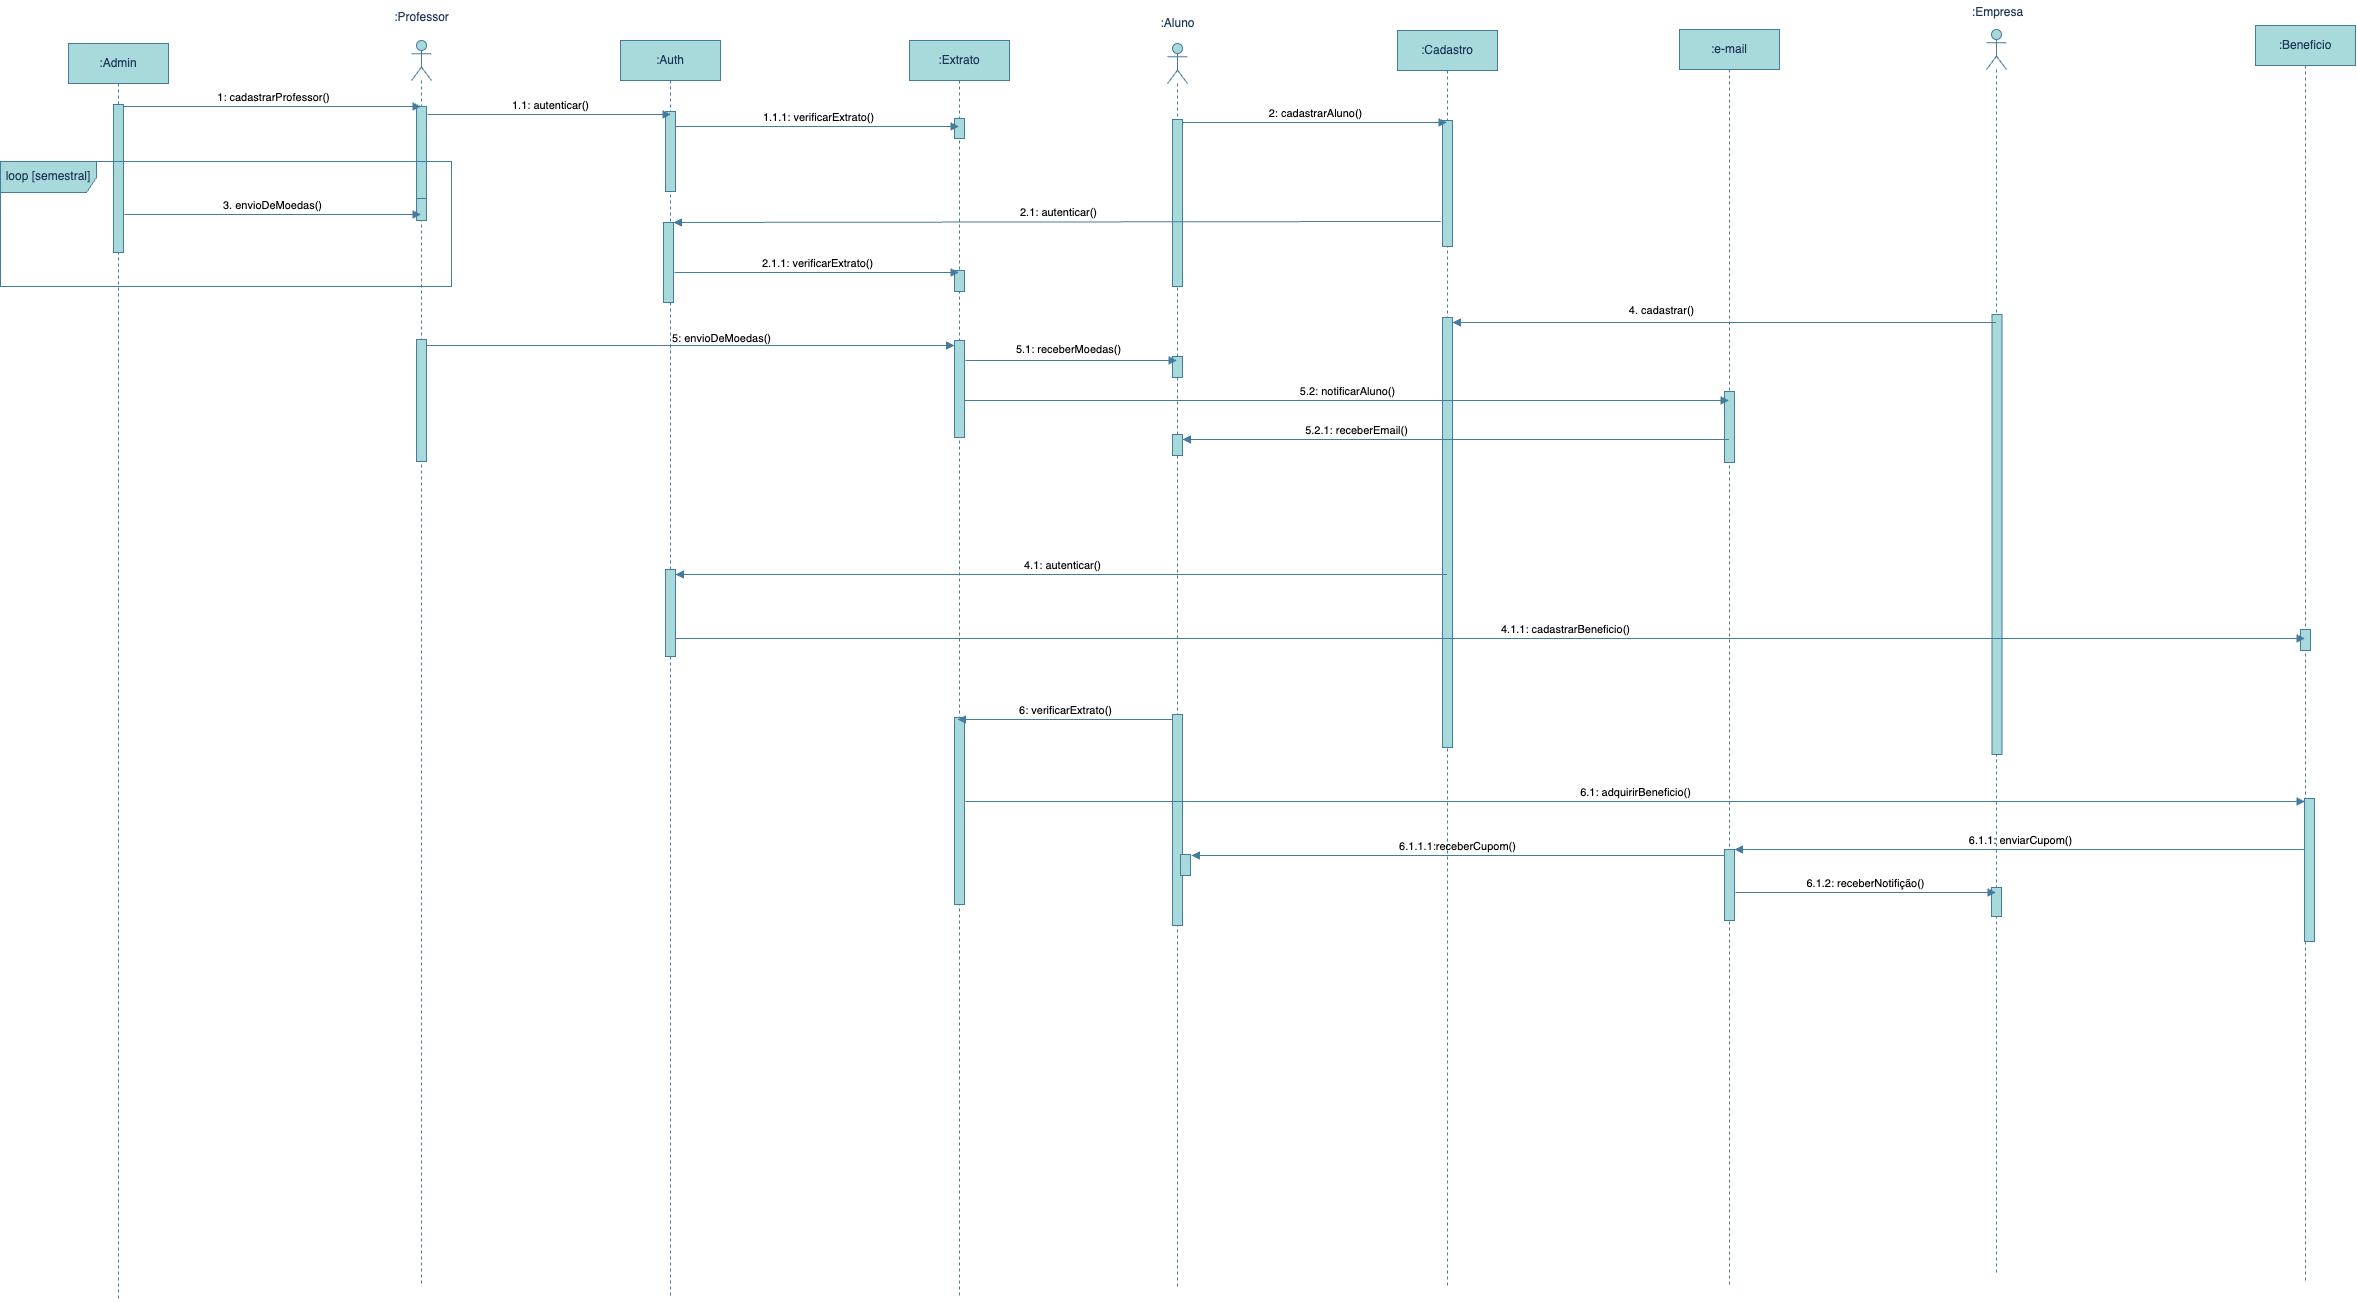 :Professor
:Aluno
:Empresa
:Admin
:Auth
:Extrato
:Cadastro
:e-mail
:Beneficio
1: cadastrarProfessor()
1.1: autenticar()
1.1.1: verificarExtrato()
2: cadastrarAluno()
loop [semestral]
3. envioDeMoedas()
2.1: autenticar()
2.1.1: verificarExtrato()
4. cadastrar()
5: envioDeMoedas()
5.1: receberMoedas()
5.2: notificarAluno()
5.2.1: receberEmail()
4.1: autenticar()
4.1.1: cadastrarBeneficio()
6: verificarExtrato()
6.1: adquirirBeneficio()
6.1.1.1:receberCupom()
6.1.1: enviarCupom()
6.1.2: receberNotifição()